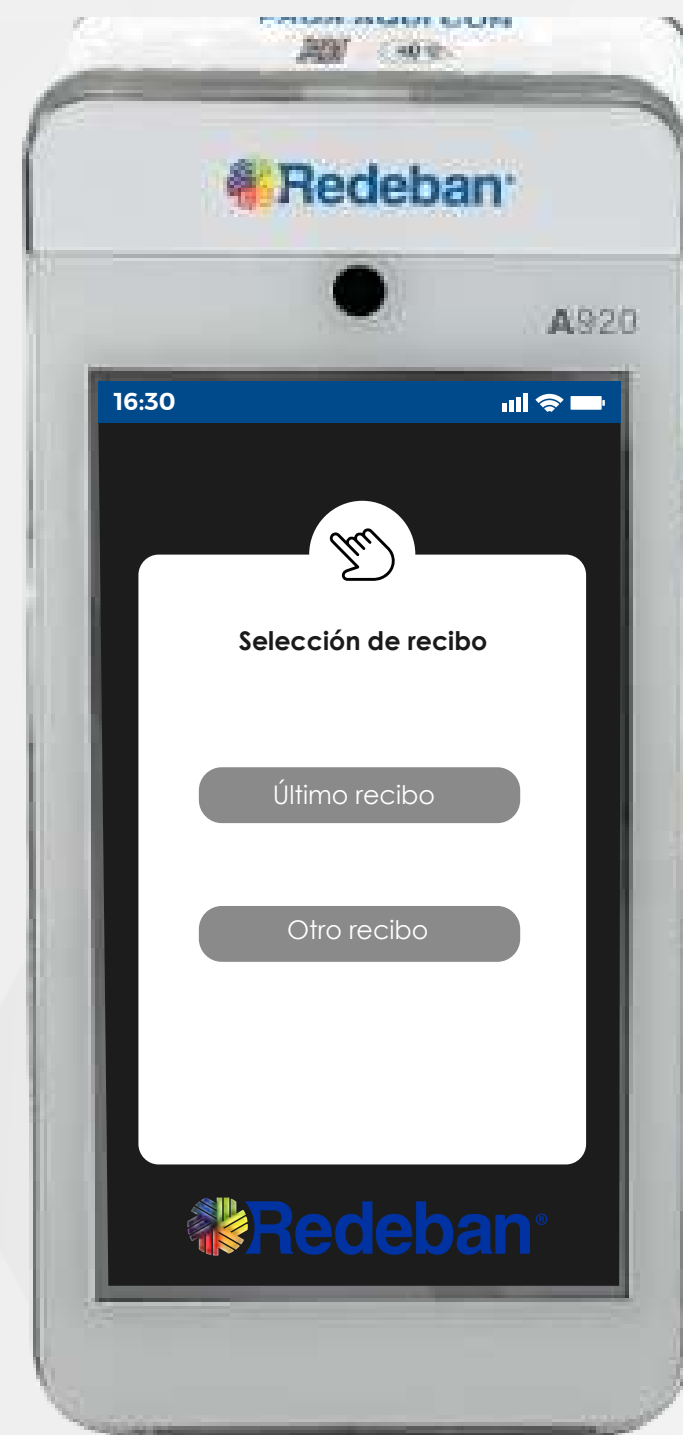 Redeban
A920
16:30
Selección de recibo
Último recibo
Otro recibo
Redeban®